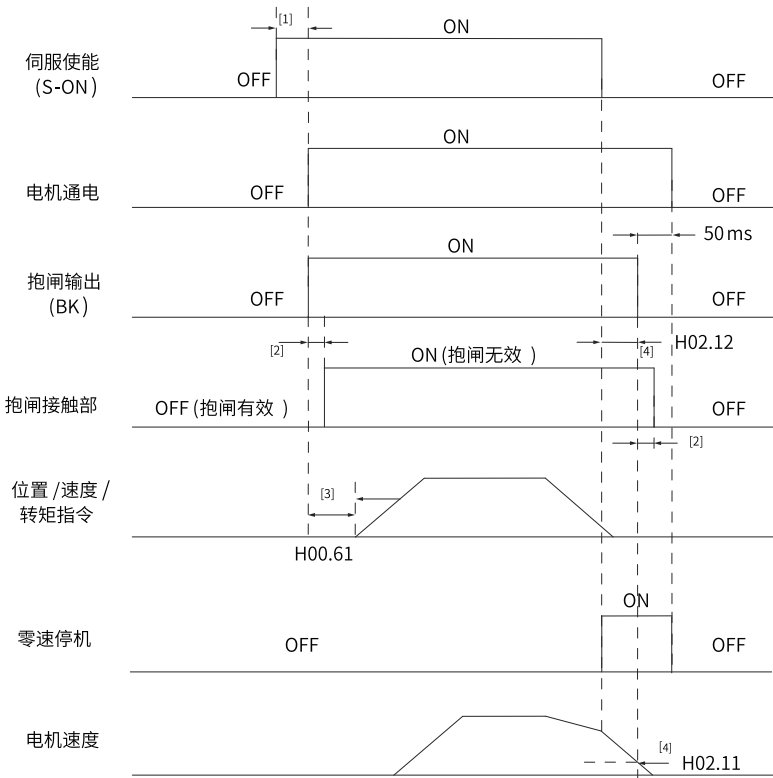 [1]
ON
伺服使能
(S-ON)
OFF
OFF
ON
电机通电
OFF
OFF
50 ms
ON
抱闸输出
(BK)
OFF
OFF
[2]
ON (抱闸无效 )
[4]
H02.12
抱闸接触部
OFF (抱闸有效 )
OFF
[2]
位置 /速度 /
转矩指令
[3]
H00.61
ON
零速停机
OFF
OFF
电机速度
[4]
H02.11